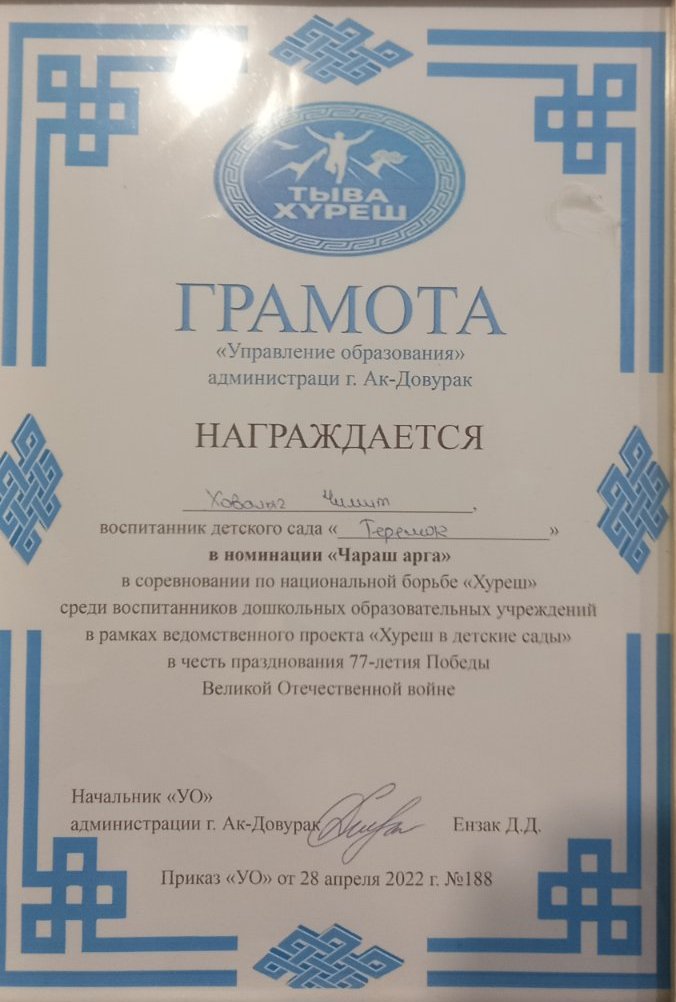 ТЫВА
ХҮРЕШ
ГРАМОТА
«Управление образования»
администраци г. Ак-Довурак
НАГРАЖДАЕТСЯ
Ховалыг Чимит,
воспитанник детского сада «Теремок»
в номинации «Чараш арга»
в соревновании по национальной борьбе «Хуреш»
среди воспитанников дошкольных образовательных учреждений
в рамках ведомственного проекта «Хуреш в детские сады»
в честь празднования 77-летия Победы
Великой Отечественной войне
Начальник «УО»
администрации г. Ак-Довурак Ензак Д.Д.
Приказ «УО» от 28 апреля 2022 г. №188